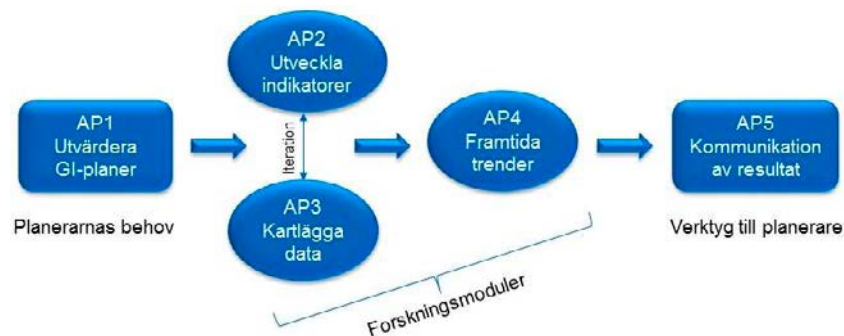 AP1
Utvärdera
GI-planer
Planerarnas behov
AP2
Utveckla
indikatorer
Iteration
AP3
Kartlägga
data
AP4
Framtida
trender
Forskningsmoduler
AP5
Kommunikation
av resultat
Verktyg till planerare